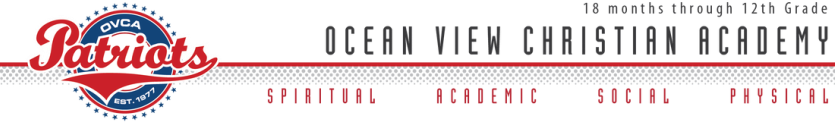 18 months through 12th Grade
OVCA
Patriots
EST. 1977
OCEAN VIEW CHRISTIAN ACADEMY
SPIRITUAL ACADEMIC SOCIAL PHYSICAL